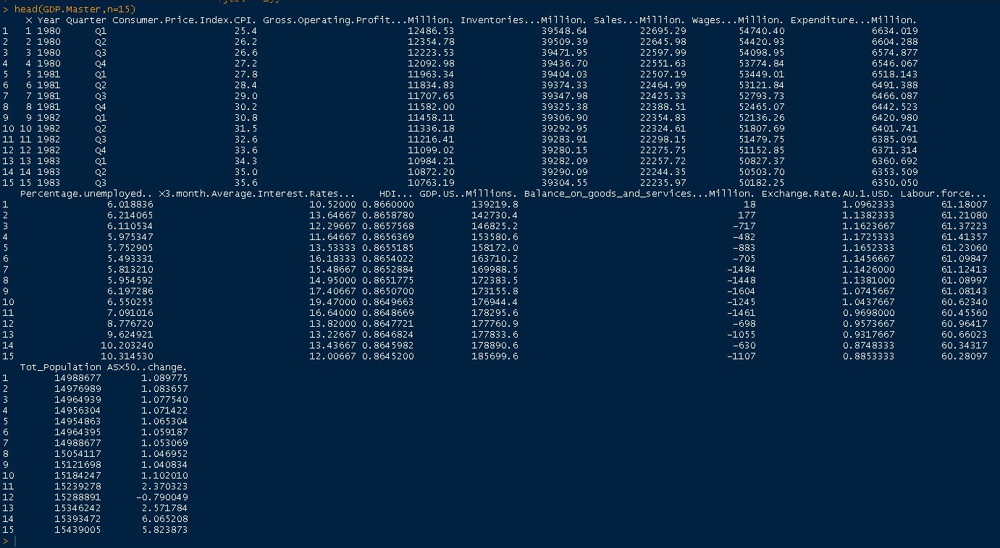 > head(GDP.Master,n=15)
X Year Quarter Consumer.Price.Index.CPI. Gross.Operating.Profit...Million. Inventories...Million. Sales...Million. Wages...Million. Expenditure...Million.
1 1 1980 Q1 25.4 12486.53 39548.64 22695.29 54740.40 6634.019
2 2 1980 Q2 26.2 12354.78 39509.39 22645.98 54420.93 6604.288
3 3 1980 Q3 26.6 12223.53 39471.95 22597.99 54098.95 6574.877
4 4 1980 Q4 27.2 12092.98 39436.70 22551.63 53774.84 6546.067
5 5 1981 Q1 27.8 11963.34 39404.03 22507.19 53449.01 6518.143
6 6 1981 Q2 28.4 11834.83 39374.33 22464.99 53121.84 6491.388
7 7 1981 Q3 29.0 11707.65 39347.98 22425.33 52793.73 6466.087
8 8 1981 Q4 30.2 11582.00 39325.38 22388.51 52465.07 6442.523
9 9 1982 Q1 30.8 11458.11 39306.90 22354.83 52136.26 6420.980
10 10 1982 Q2 31.5 11336.18 39292.95 22324.61 51807.69 6401.741
11 11 1982 Q3 32.6 11216.41 39283.91 22298.15 51479.75 6385.091
12 12 1982 Q4 33.6 11099.02 39280.15 22275.75 51152.85 6371.314
13 13 1983 Q1 34.3 10984.21 39282.09 22257.72 50827.37 6360.692
14 14 1983 Q2 35.0 10872.20 39290.09 22244.35 50503.70 6353.509
15 15 1983 Q3 35.6 10763.19 39304.55 22235.97 50182.25 6350.050
Percentage.unemployed.. X3.month.Average.Interest.Rates... HDI... GDP.US..Millions. Balance_on_goods_and_services...Million. Exchange.Rate.AU.1.USD. Labour.force...
1 6.018836 10.52000 0.8660000 139219.8 18 1.0962333 61.18007
2 6.214065 13.64667 0.8658780 142730.4 177 1.1382333 61.21080
3 6.110534 12.29667 0.8657568 146825.2 -717 1.1623667 61.37223
4 5.975347 11.64667 0.8656369 153580.6 -482 1.1725333 61.41357
5 5.752905 13.53333 0.8655185 158172.0 -883 1.1652333 61.23060
6 5.493331 16.18333 0.8654022 163710.2 -705 1.1456667 61.09847
7 5.813210 15.48667 0.8652884 169988.5 -1484 1.1426000 61.12413
8 5.954592 14.95000 0.8651775 172383.5 -1448 1.1381000 61.08997
9 6.197286 17.40667 0.8650700 173155.8 -1604 1.0745667 61.08143
10 6.550255 19.47000 0.8649663 176944.4 -1245 1.0437667 60.62340
11 7.091016 16.64000 0.8648669 178295.6 -1461 0.9698000 60.45560
12 8.776720 13.82000 0.8647721 177760.9 -698 0.9573667 60.96417
13 9.624921 13.22667 0.8646824 177833.6 -1055 0.9317667 60.66023
14 10.203240 13.43667 0.8645982 178890.6 -630 0.8748333 60.34317
15 10.314530 12.00667 0.8645200 185699.6 -1107 0.8853333 60.28097
Tot_Population ASX50..change.
1 14988677 1.089775
2 14976989 1.083657
3 14964939 1.077540
4 14956304 1.071422
5 14954863 1.065304
6 14964395 1.059187
7 14988677 1.053069
8 15054117 1.046952
9 15121698 1.040834
10 15184247 1.102010
11 15239278 2.370323
12 15288891 -0.790049
13 15346242 2.571784
14 15393472 6.065208
15 15439005 5.823873
>